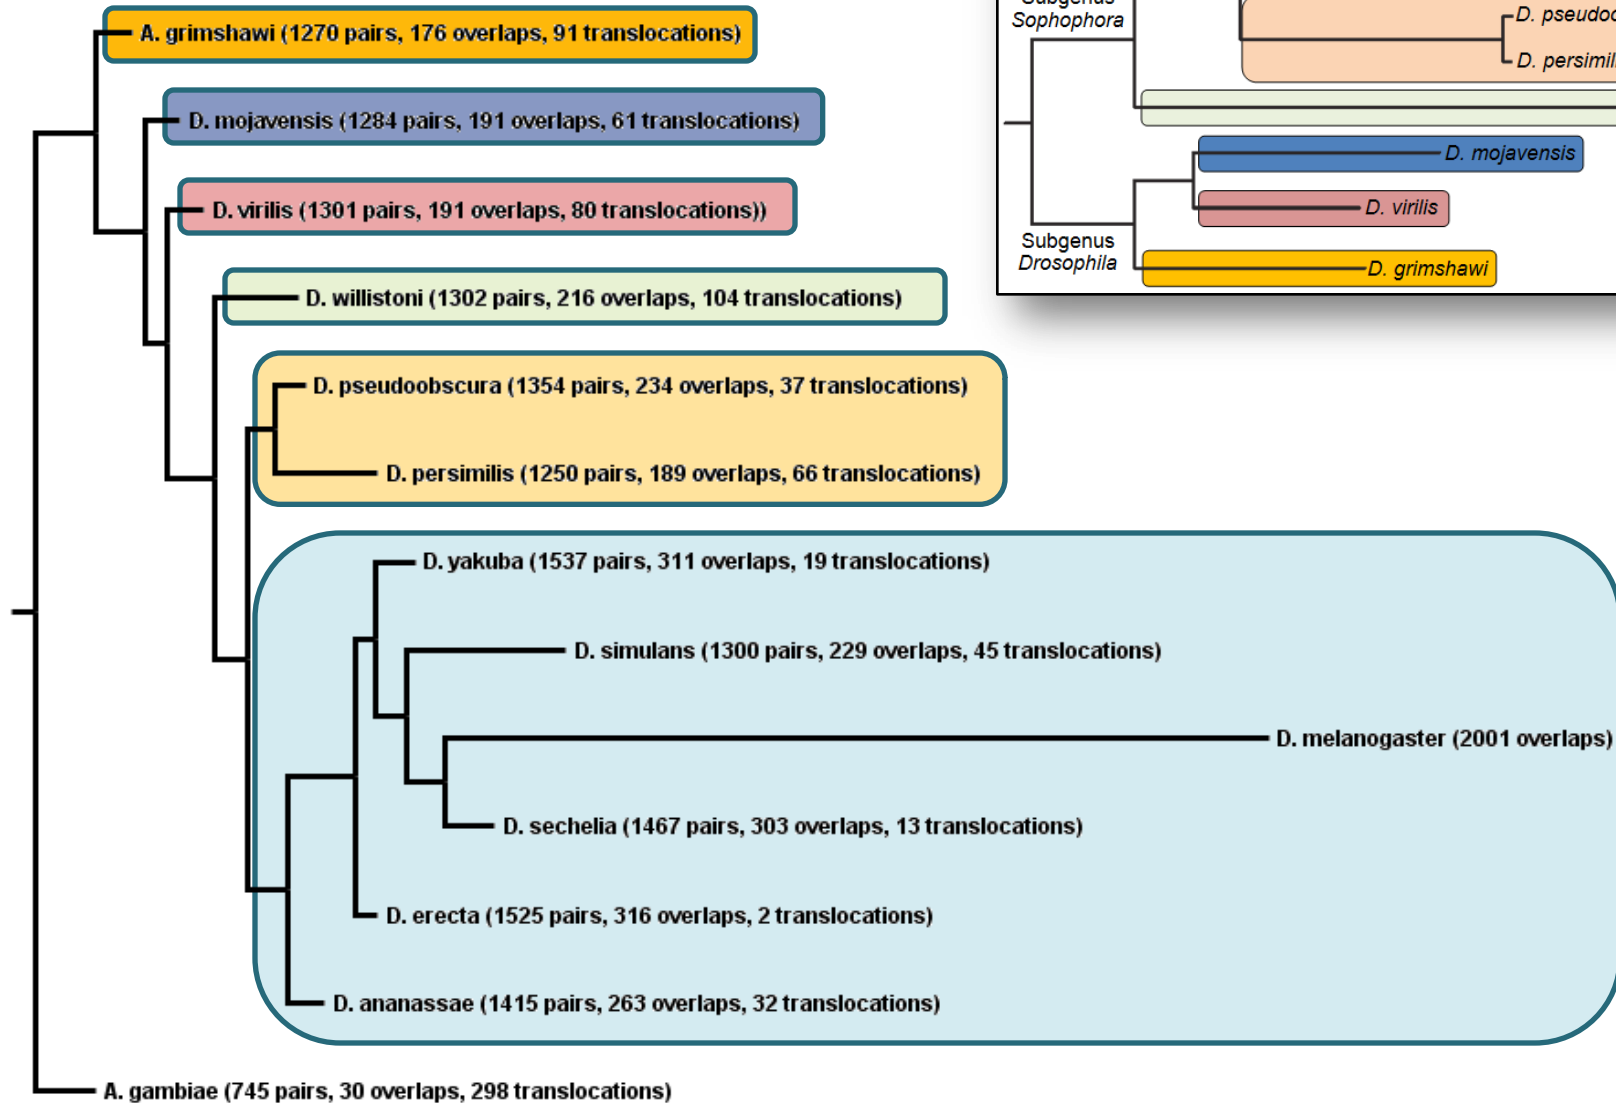 A. grimshawi (1270 pairs, 176 overlaps, 91 translocations)
D. mojavensis (1284 pairs, 191 overlaps, 61 translocations)
D. virilis (1301 pairs, 191 overlaps, 80 translocations))
D. willistoni (1302 pairs, 216 overlaps, 104 translocations)
D. pseudoobscura (1354 pairs, 234 overlaps, 37 translocations)
D. persimilis (1250 pairs, 189 overlaps, 66 translocations)
D. yakuba (1537 pairs, 311 overlaps, 19 translocations)
D. simulans (1300 pairs, 229 overlaps, 45 translocations)
D. melanogaster (2001 overlaps)
D. sechelia (1467 pairs, 303 overlaps, 13 translocations)
D. erecta (1525 pairs, 316 overlaps, 2 translocations)
D. ananassae (1415 pairs, 263 overlaps, 32 translocations)
A. gambiae (745 pairs, 30 overlaps, 298 translocations)
Subgenus
Sophophora
D. pseudoo
D. persimil
D. mojavensis
D. virilis
Subgenus
Drosophila
D. grimshawi